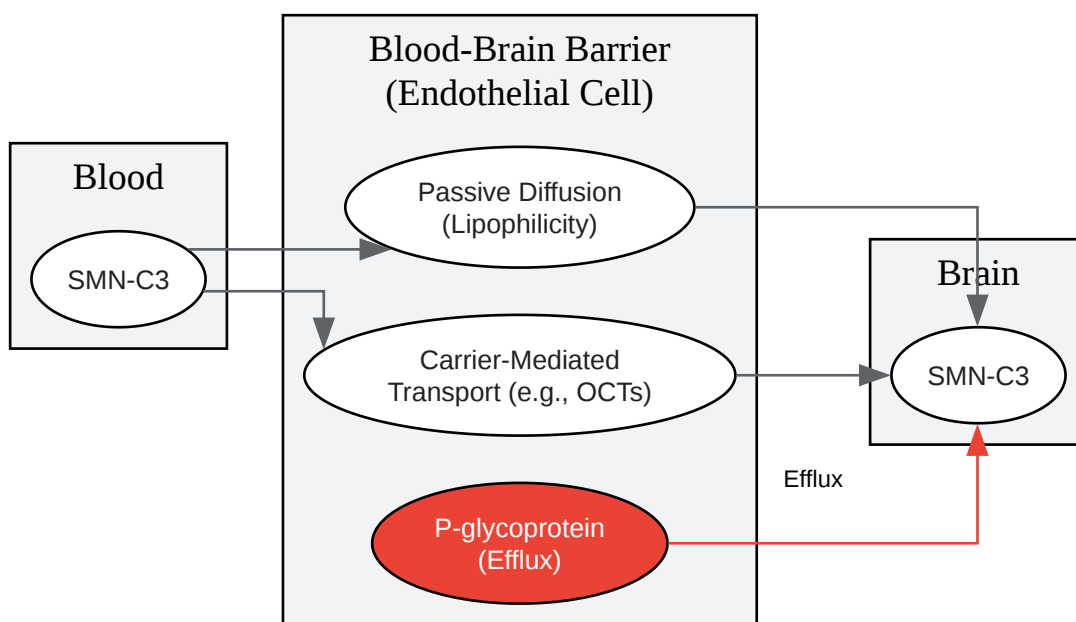 Blood-Brain Barrier
(Endothelial Cell)
Blood
SMN-C3
Passive Diffusion
(Lipophilicity)
Carrier-Mediated
Transport (e.g., OCTs)
P-glycoprotein
(Efflux)
Efflux
Brain
SMN-C3